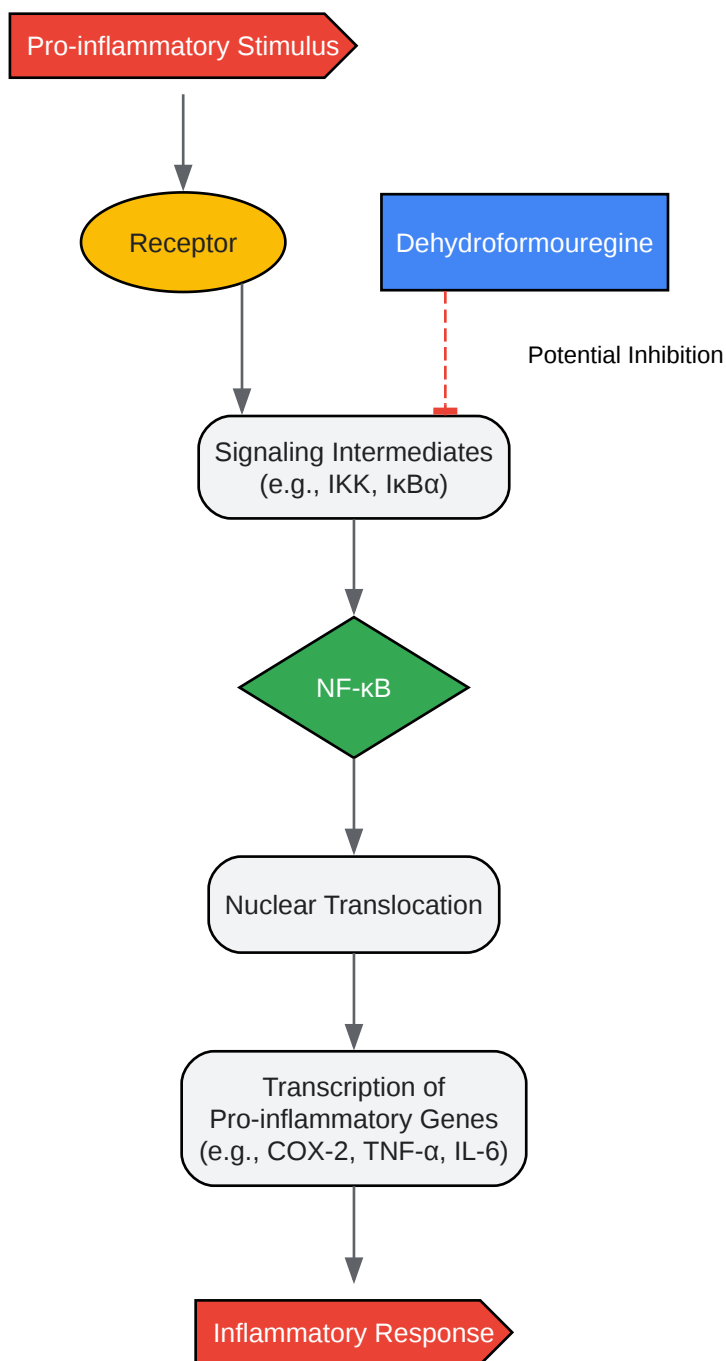 Pro-inflammatory Stimulus
Receptor
Dehydroformouregine
Potential Inhibition
Signaling Intermediates
(e.g., IKK, IκBα)
NF-κB
Nuclear Translocation
Transcription of
Pro-inflammatory Genes
(e.g., COX-2, TNF-α, IL-6)
Inflammatory Response